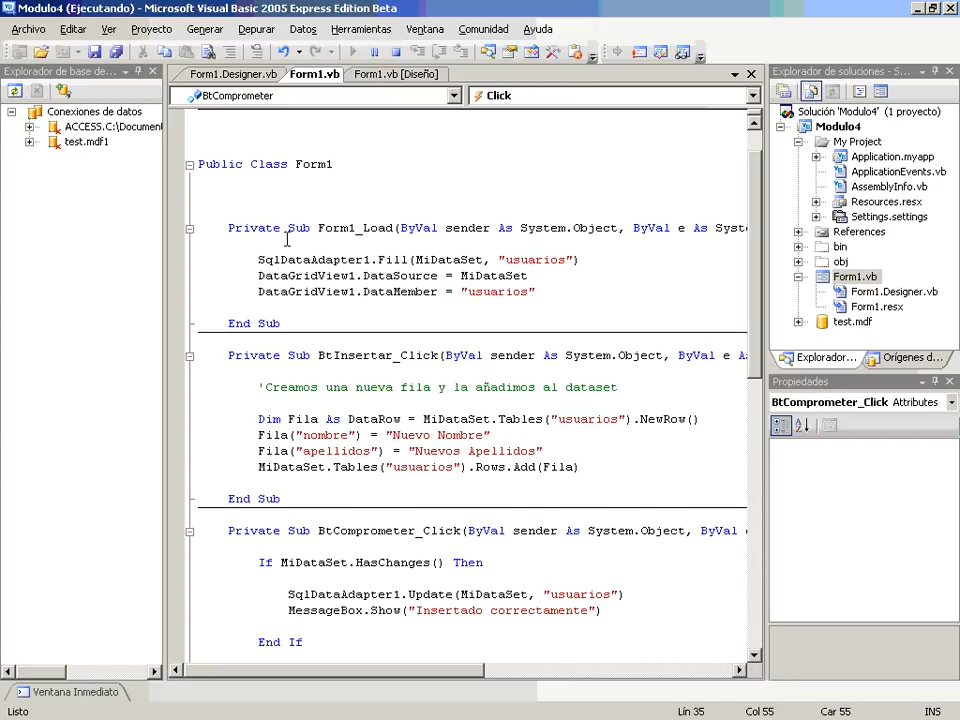 Modulo4 (Ejecutando) - Microsoft Visual Basic 2005 Express Edition Beta
Archivo Editar Ver Proyecto Generar Depurar Datos Herramientas Ventana Comunidad Ayuda
Explorador de base de...
Conexiones de datos
ACCESS.C:\Documen
test.mdf1
Form1.Designer.vb Form1.vb Form1.vb [Diseño]
BtComprometer Click
Public Class Form1
Private Sub Form1_Load(ByVal sender As System.Object, ByVal e As Syst
SqlDataAdapter1.Fill(MiDataSet, "usuarios")
DataGridView1.DataSource = MiDataSet
DataGridView1.DataMember = "usuarios"
End Sub
Private Sub BtInsertar_Click(ByVal sender As System.Object, ByVal e As
'Creamos una nueva fila y la añadimos al dataset
Dim Fila As DataRow = MiDataSet.Tables("usuarios").NewRow()
Fila("nombre") = "Nuevo Nombre"
Fila("apellidos") = "Nuevos Apellidos"
MiDataSet.Tables("usuarios").Rows.Add(Fila)
End Sub
Private Sub BtComprometer_Click(ByVal sender As System.Object, ByVal
If MiDataSet.HasChanges() Then
SqlDataAdapter1.Update(MiDataSet, "usuarios")
MessageBox.Show("Insertado correctamente")
End If
Explorador de soluciones - S...
Solución 'Modulo4' (1 proyecto)
Modulo4
My Project
Application.myapp
ApplicationEvents.vb
AssemblyInfo.vb
Resources.resx
Settings.settings
References
bin
obj
Form1.vb
Form1.Designer.vb
Form1.resx
test.mdf
Explorador... Orígenes d...
Propiedades
BtComprometer_Click Attributes
Ventana Inmediato
Listo Lín 35 Col 55 Car 55 INS